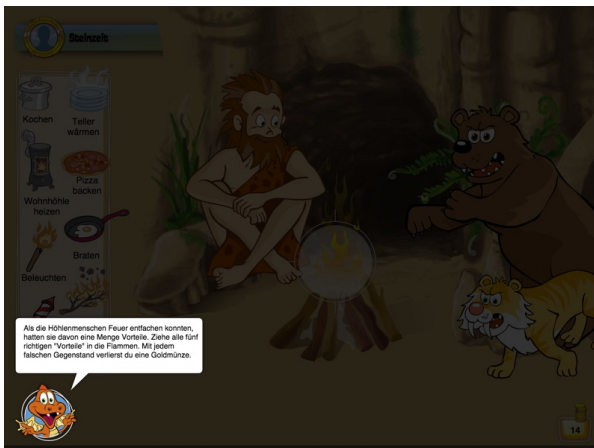 Steinzeit
Kochen
Teller
wärmen
Pizza
backen
Wohnhöhle
heizen
Braten
Beleuchten
Als die Höhlenmenschen Feuer entfachen konnten,
hatten sie davon eine Menge Vorteile. Ziehe alle fünf
richtigen "Vorteile" in die Flammen. Mit jedem
falschen Gegenstand verlierst du eine Goldmünze.
14